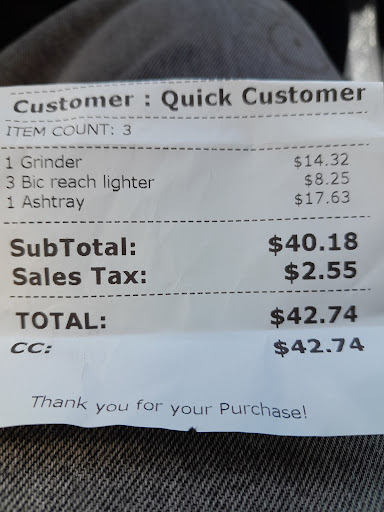 Customer : Quick Customer
ITEM COUNT: 3
1 Grinder $14.32
3 Bic reach lighter $8.25
1 Ashtray $17.63
SubTotal: $40.18
Sales Tax: $2.55
TOTAL: $42.74
CC: $42.74
Thank you for your Purchase!